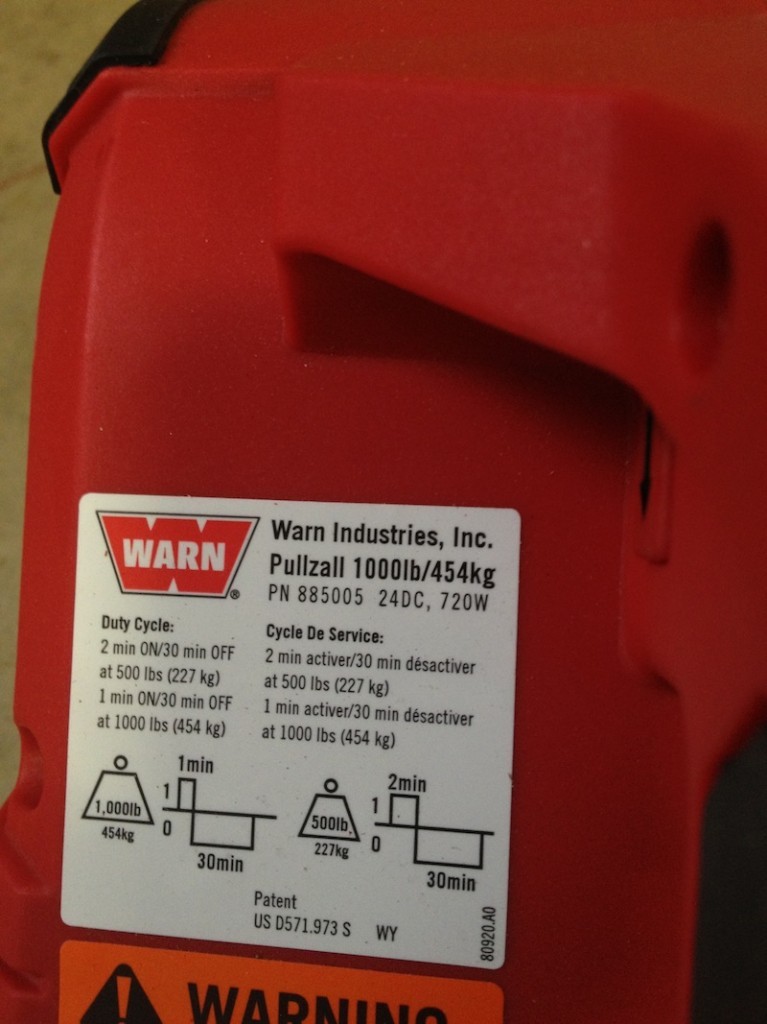 WARN®
Warn Industries, Inc.
Pullzall 1000lb/454kg
PN 885005 24DC, 720W
Duty Cycle:
2 min ON/30 min OFF
at 500 lbs (227 kg)
1 min ON/30 min OFF
at 1000 lbs (454 kg)
Cycle De Service:
2 min activer/30 min désactiver
at 500 lbs (227 kg)
1 min activer/30 min désactiver
at 1000 lbs (454 kg)
1,000lb
454kg
1min
1
0
30min
500lb
227kg
2min
1
0
30min
Patent
US D571.973 S WY
80920.A0
WARNING